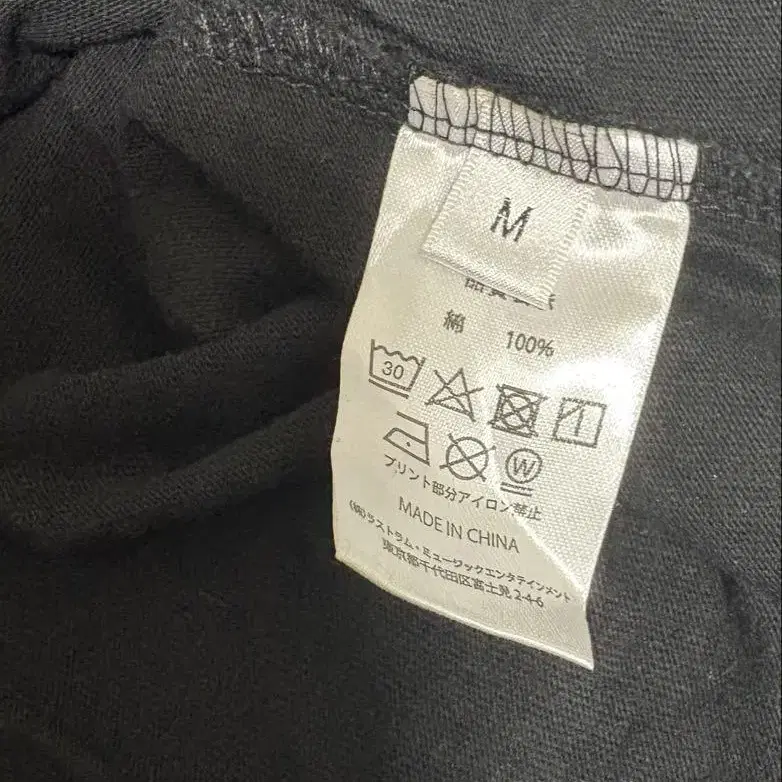 M
綿 100%
30
W
プリント部分アイロン禁止
MADE IN CHINA
(株)ラストラム・ミュージックエンタテインメント
東京都千代田区富士見 2-4-6